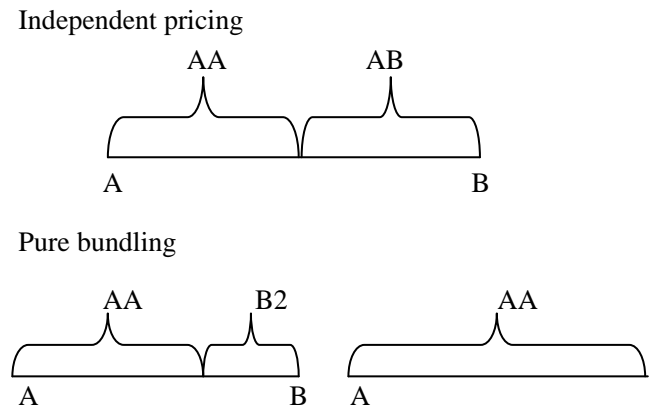 Independent pricing
AA AB
A B
Pure bundling
AA B2 AA
A B A